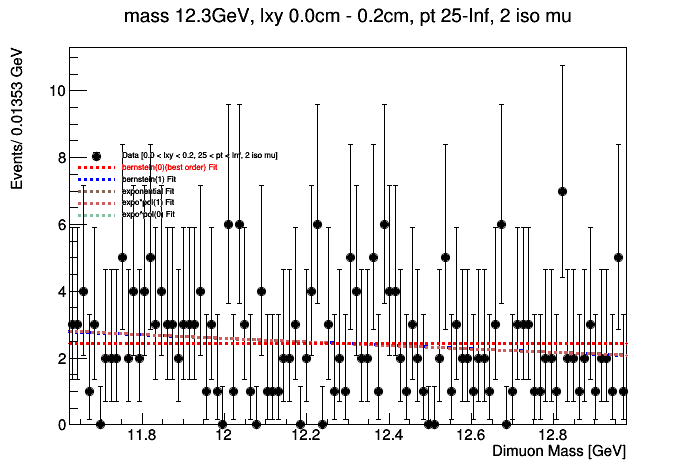 mass 12.3GeV, lxy 0.0cm - 0.2cm, pt 25-Inf, 2 iso mu
Events/ 0.01353 GeV
10
8
6
4
2
0
Data [0.0 < lxy < 0.2, 25 < pt < Inf, 2 iso mu]
bernstein(0)(best order) Fit
bernstein(1) Fit
exponential Fit
expo*pol(1) Fit
expo*pol(0) Fit
11.8 12 12.2 12.4 12.6 12.8
Dimuon Mass [GeV]